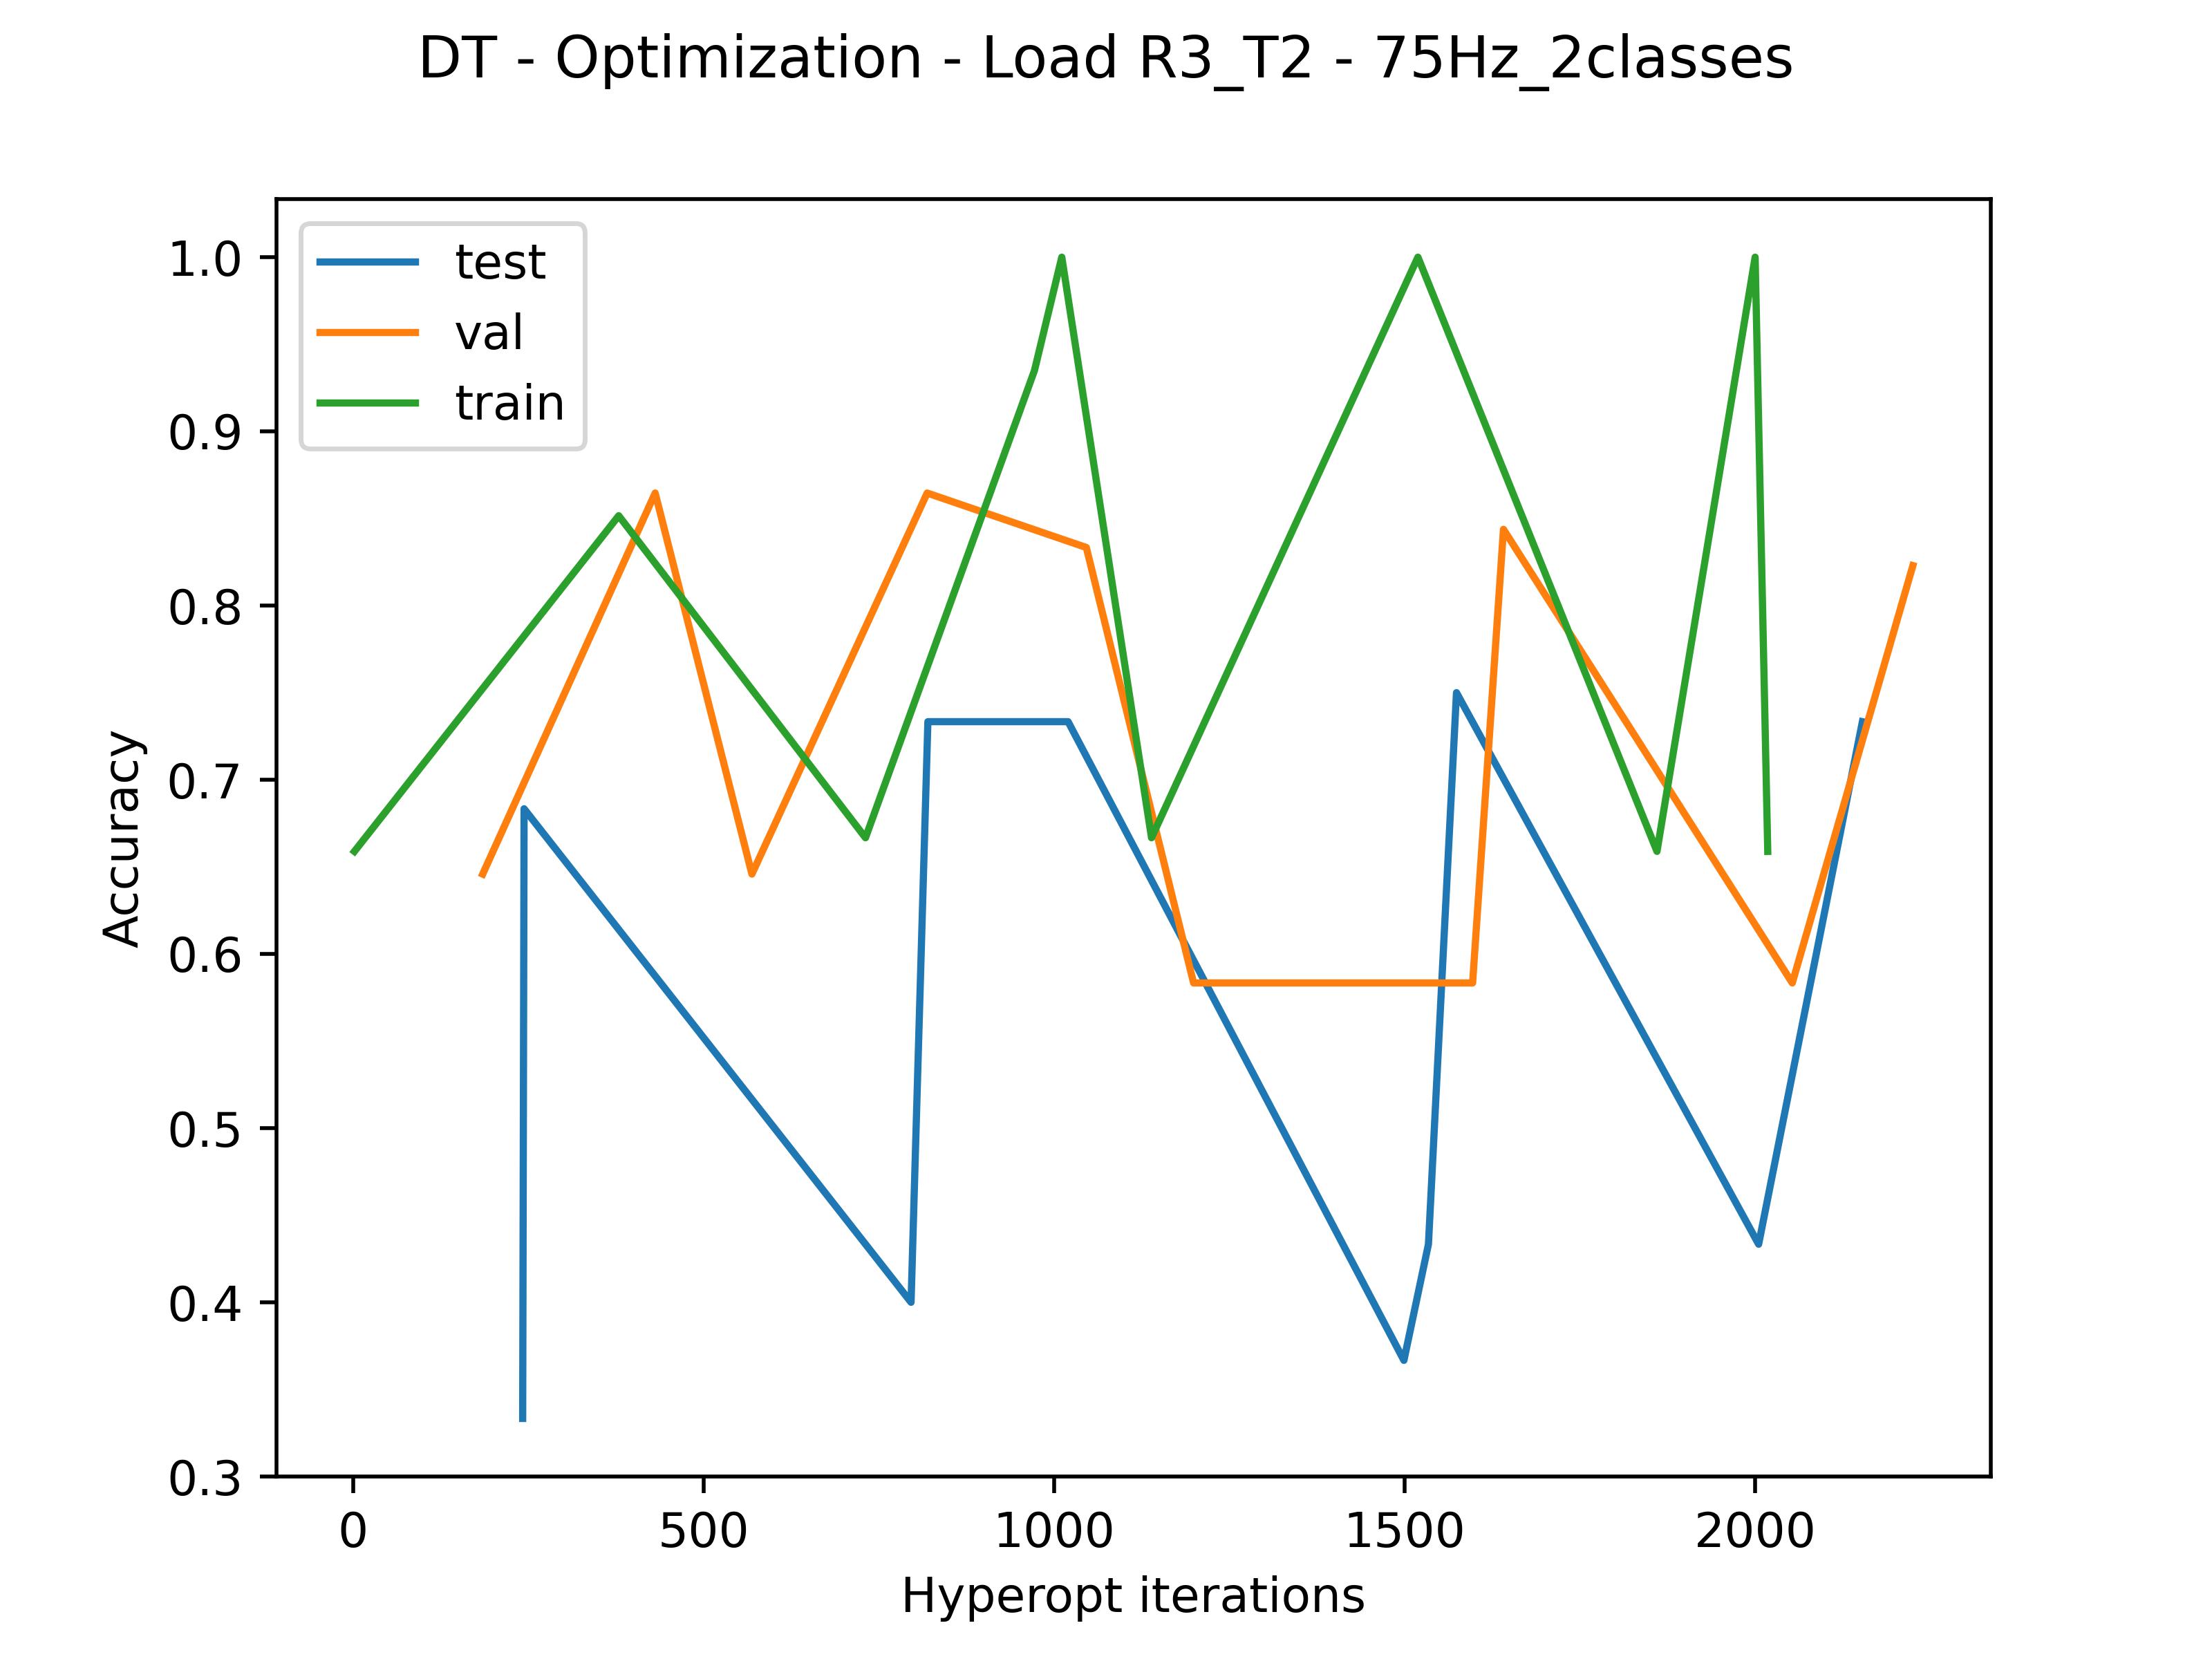 DT - Optimization - Load R3_T2 - 75Hz_2classes
test
val
train
1.0
0.9
0.8
0.7
0.6
0.5
0.4
0.3
Accuracy
0 500 1000 1500 2000
Hyperopt iterations